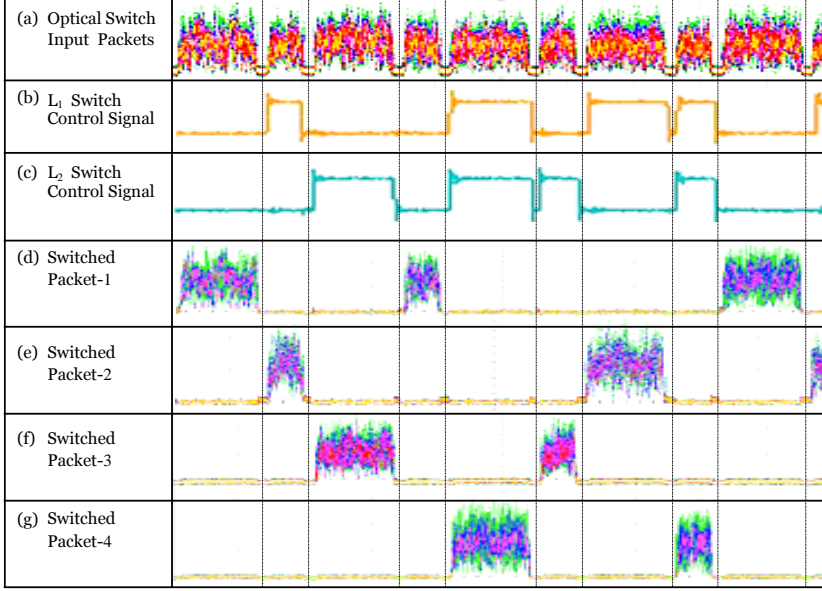 (a) Optical Switch
Input Packets
(b) L₁ Switch
Control Signal
(c) L₂ Switch
Control Signal
(d) Switched
Packet-1
(e) Switched
Packet-2
(f) Switched
Packet-3
(g) Switched
Packet-4